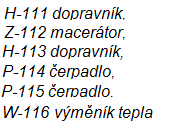 H-111 dopravník.
Z-112 macerátor,
H-113 dopravník,
P-114 čerpadlo,
P-115 čerpadlo.
W-116 výměník tepla